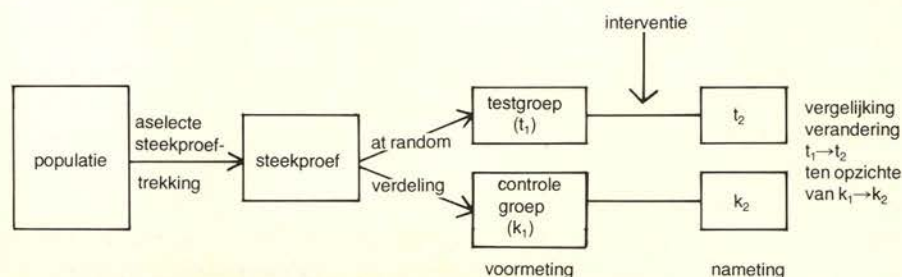 interventie
populatie
aselecte
steekproef-
trekking
steekproef
at random
verdeling
testgroep
(t₁)
controle
groep
(k₁)
t₂
k₂
vergelijking
verandering
t₁→t₂
ten opzichte
van k₁→k₂
voormeting
nameting